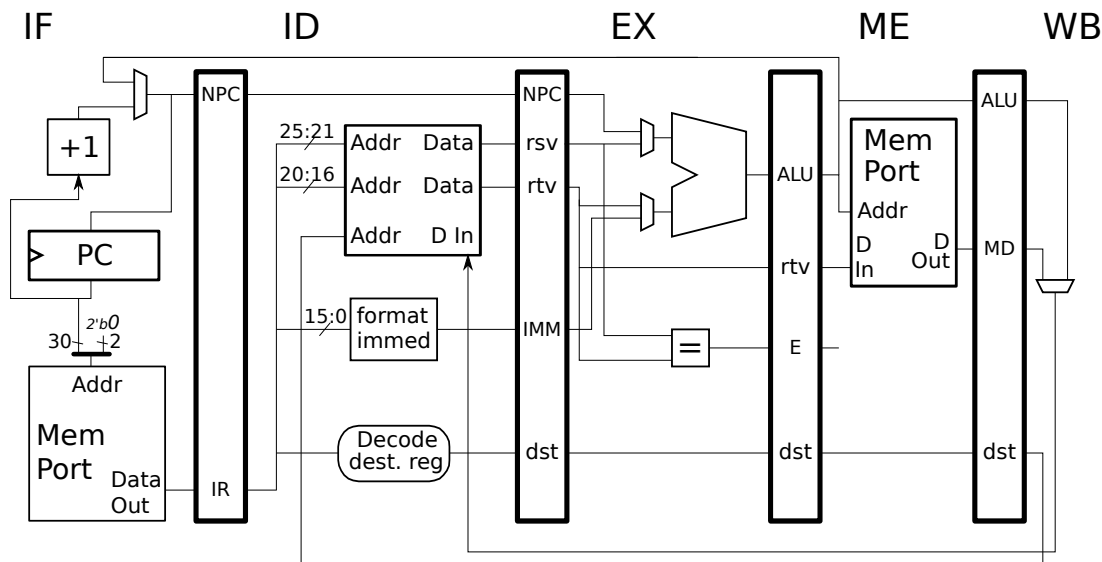 IF ID EX ME WB
NPC
NPC
ALU
+1
25:21
Addr Data
rsv
Mem
Port
20:16
Addr Data
rtv
ALU
Addr
Addr D In
PC
D
In
D
Out
MD
rtv
15:0
format
immed
IMM
2'b0
30
2
=
E
Addr
Mem
Port
Data
Out
IR
Decode
dest. reg
dst
dst
dst